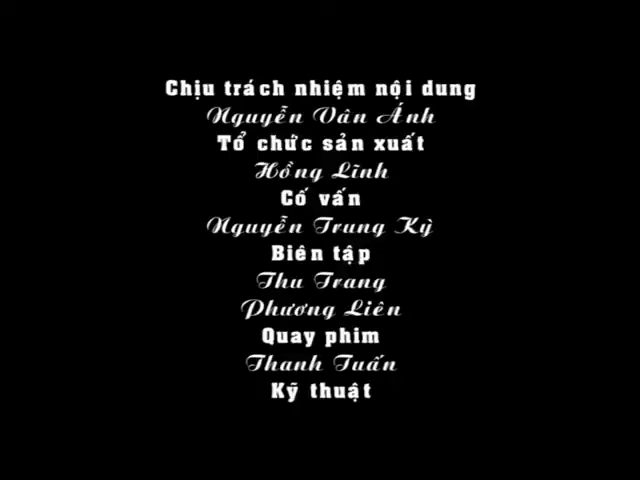 Chịu trách nhiệm nội dung
Nguyễn Vân Ánh
Tổ chức sản xuất
Hồng Lĩnh
Cố vấn
Nguyễn Trung Kỳ
Biên tập
Thu Trang
Phương Liên
Quay phim
Thanh Tuấn
Kỹ thuật